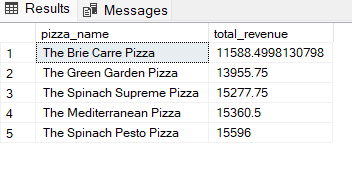 Results Messages
pizza_name total_revenue
1 The Brie Carre Pizza 11588.4998130798
2 The Green Garden Pizza 13955.75
3 The Spinach Supreme Pizza 15277.75
4 The Mediterranean Pizza 15360.5
5 The Spinach Pesto Pizza 15596